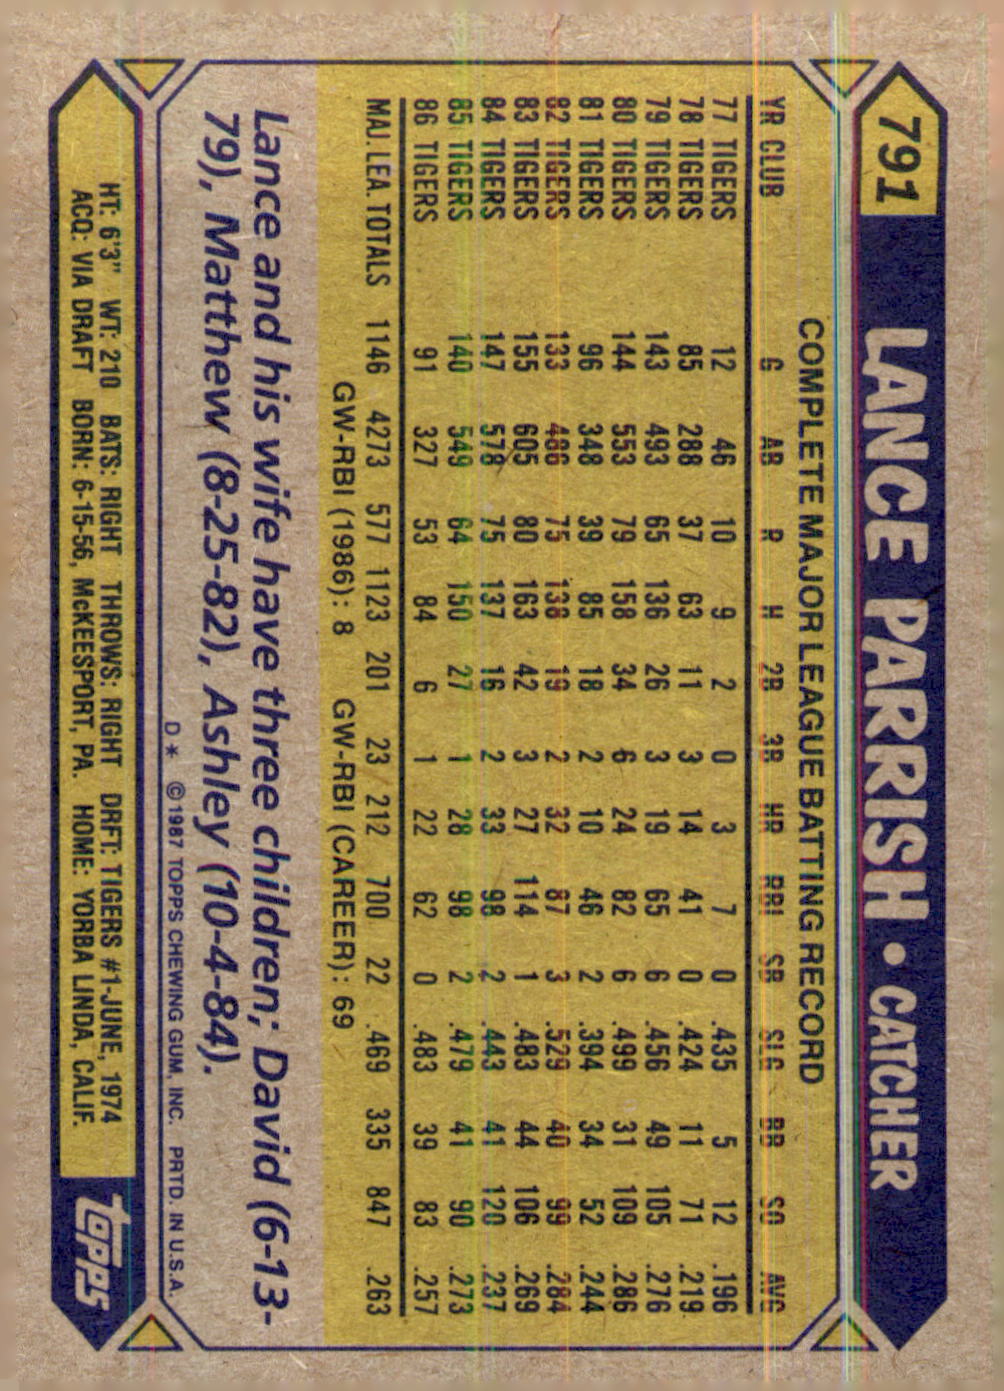 791 LANCE PARRISH • CATCHER
COMPLETE MAJOR LEAGUE BATTING RECORD
YR CLUB G AB R H 2B 3B HR RBI SB SLG BB SO AVG
77 TIGERS 12 46 10 9 2 0 3 7 0 .435 5 12 .196
78 TIGERS 85 288 37 63 11 3 14 41 0 .424 11 71 .219
79 TIGERS 143 493 65 136 26 3 19 65 6 .456 49 105 .276
80 TIGERS 144 553 79 158 34 6 24 82 6 .499 31 109 .286
81 TIGERS 96 348 39 85 18 2 10 46 2 .394 34 52 .244
82 TIGERS 133 486 75 138 19 2 32 87 3 .529 40 99 .284
83 TIGERS 155 605 80 163 42 3 27 114 1 .483 44 106 .269
84 TIGERS 147 578 75 137 16 2 33 98 2 .443 41 120 .237
85 TIGERS 140 549 64 150 27 1 28 98 2 .479 41 90 .273
86 TIGERS 91 327 53 84 6 1 22 62 0 .483 39 83 .257
MAJ. LEA. TOTALS 1146 4273 577 1123 201 23 212 700 22 .469 335 847 .263
GW-RBI (1986): 8 GW-RBI (CAREER): 69
Lance and his wife have three children; David (6-13-
79), Matthew (8-25-82), Ashley (10-4-84).
D* ©1987 TOPPS CHEWING GUM, INC. PRTD. IN U.S.A.
HT: 6'3" WT: 210 BATS: RIGHT THROWS: RIGHT DRFT: TIGERS #1-JUNE, 1974
ACQ: VIA DRAFT BORN: 6-15-56, McKEESPORT, PA. HOME: YORBA LINDA, CALIF.
topps